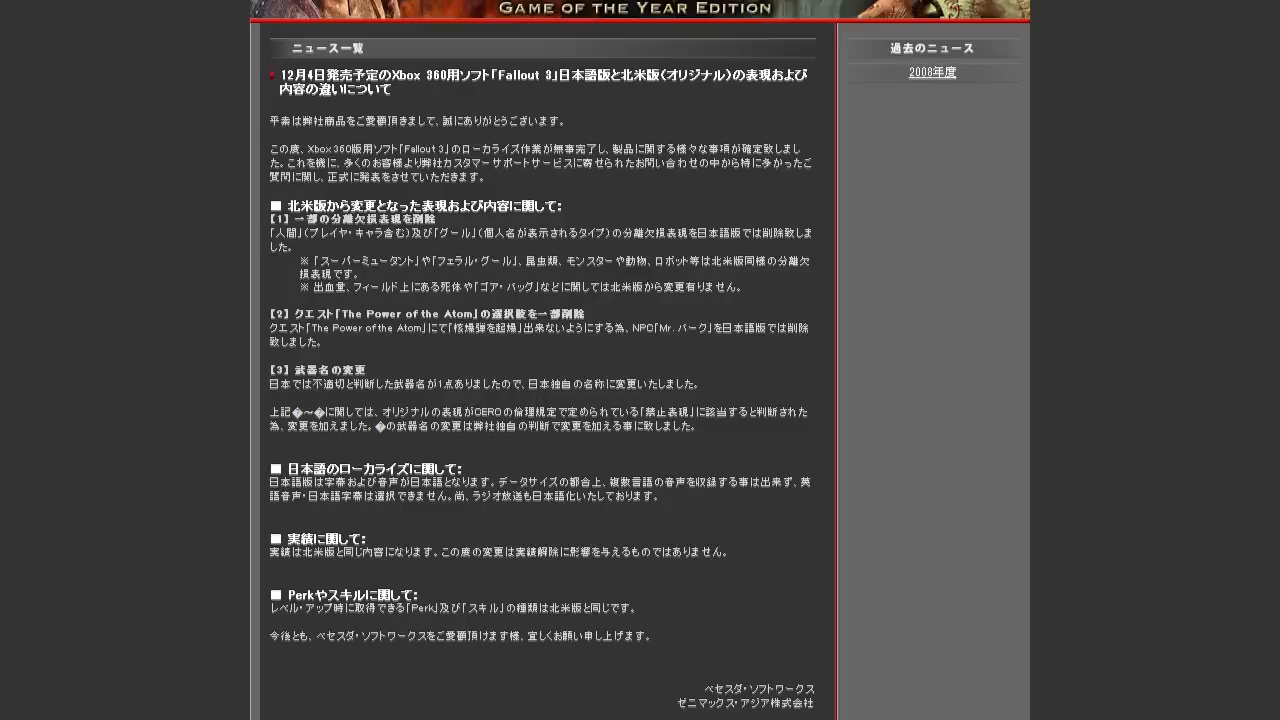 GAME OF THE YEAR EDITION
ニュース一覧
過去のニュース
2008年度
12月4日発売予定のXbox 360用ソフト「Fallout 3」日本語版と北米版(オリジナル)の表現および
内容の違いについて
平素は弊社商品をご愛顧頂きまして、誠にありがとうございます。
この度、Xbox360版用ソフト「Fallout 3」のローカライズ作業が無事完了し、製品に関する様々な事項が確定致しまし
た。これを機に、多くのお客様より弊社カスタマーサポートサービスに寄せられたお問い合わせの中から特に多かったご
質問に関し、正式に発表をさせていただきます。
■ 北米版から変更となった表現および内容に関して:
【1】 一部の分離欠損表現を削除
「人間」(プレイヤ・キャラ含む)及び「グール」(個人名が表示されるタイプ)の分離欠損表現を日本語版では削除致しま
した。
※ 「スーパーミュータント」や「フェラル・グール」、昆虫類、モンスターや動物、ロボット等は北米版同様の分離欠
損表現です。
※ 出血量、フィールド上にある死体や「ゴア・バッグ」などに関しては北米版から変更有りません。
【2】 クエスト「The Power of the Atom」の選択肢を一部削除
クエスト「The Power of the Atom」にて「核爆弾を起爆」出来ないようにする為、NPC「Mr. バーク」を日本語版では削除
致しました。
【3】 武器名の変更
日本では不適切と判断した武器名が1点ありましたので、日本独自の名称に変更いたしました。
上記�~�に関しては、オリジナルの表現がCEROの倫理規定で定められている「禁止表現」に該当すると判断された
為、変更を加えました。�の武器名の変更は弊社独自の判断で変更を加える事に致しました。
■ 日本語のローカライズに関して:
日本語版は字幕および音声が日本語となります。データサイズの都合上、複数言語の音声を収録する事は出来ず、英
語音声・日本語字幕は選択できません。尚、ラジオ放送も日本語化いたしております。
■ 実績に関して:
実績は北米版と同じ内容になります。この度の変更は実績解除に影響を与えるものではありません。
■ Perkやスキルに関して:
レベル・アップ時に取得できる「Perk」及び「スキル」の種類は北米版と同じです。
今後とも、ベセスダ・ソフトワークスをご愛顧頂けます様、宜しくお願い申し上げます。
ベセスダ・ソフトワークス
ゼニマックス・アジア株式会社